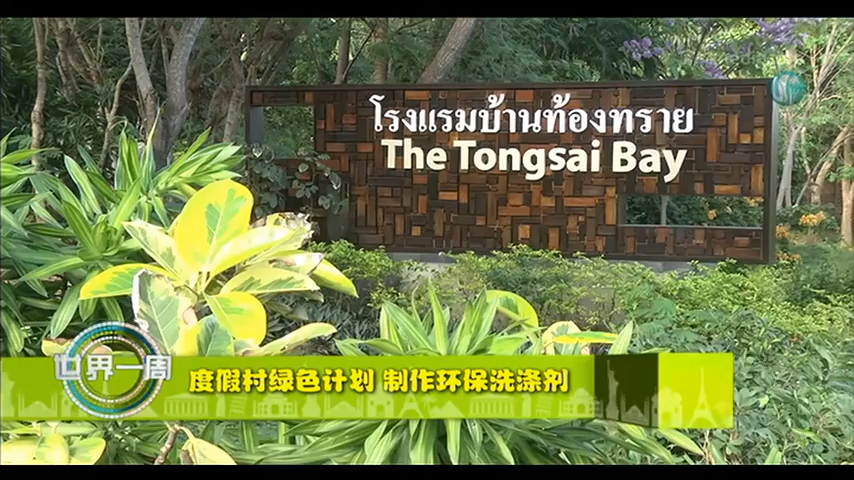 โรงแรมบ้านท้องทราย
The Tongsai Bay
世界一周
度假村绿色计划 制作环保洗涤剂